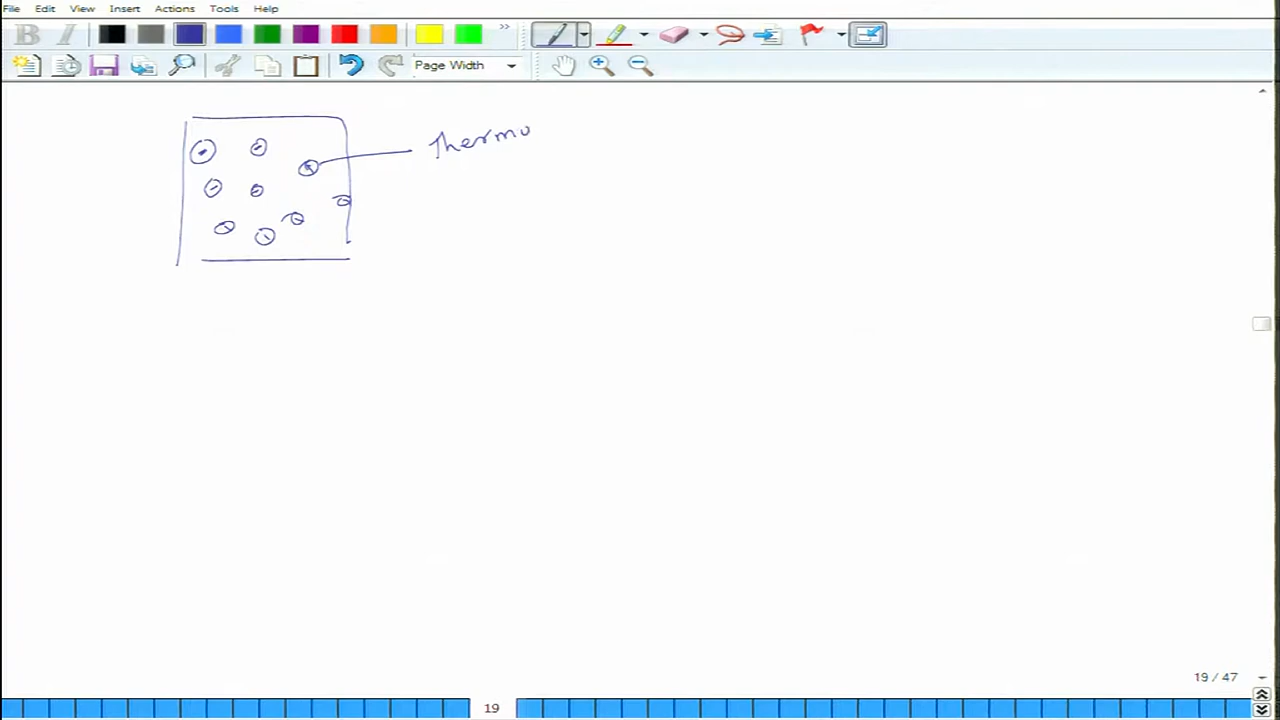 File Edit View Insert Actions Tools Help
B I
Page Width
Thermo
19 / 47
19